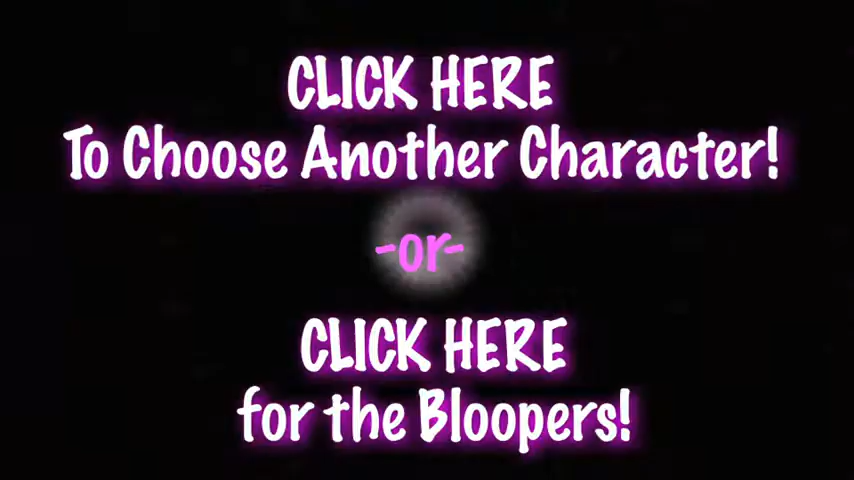 CLICK HERE
To Choose Another Character!
-or-
CLICK HERE
for the Bloopers!